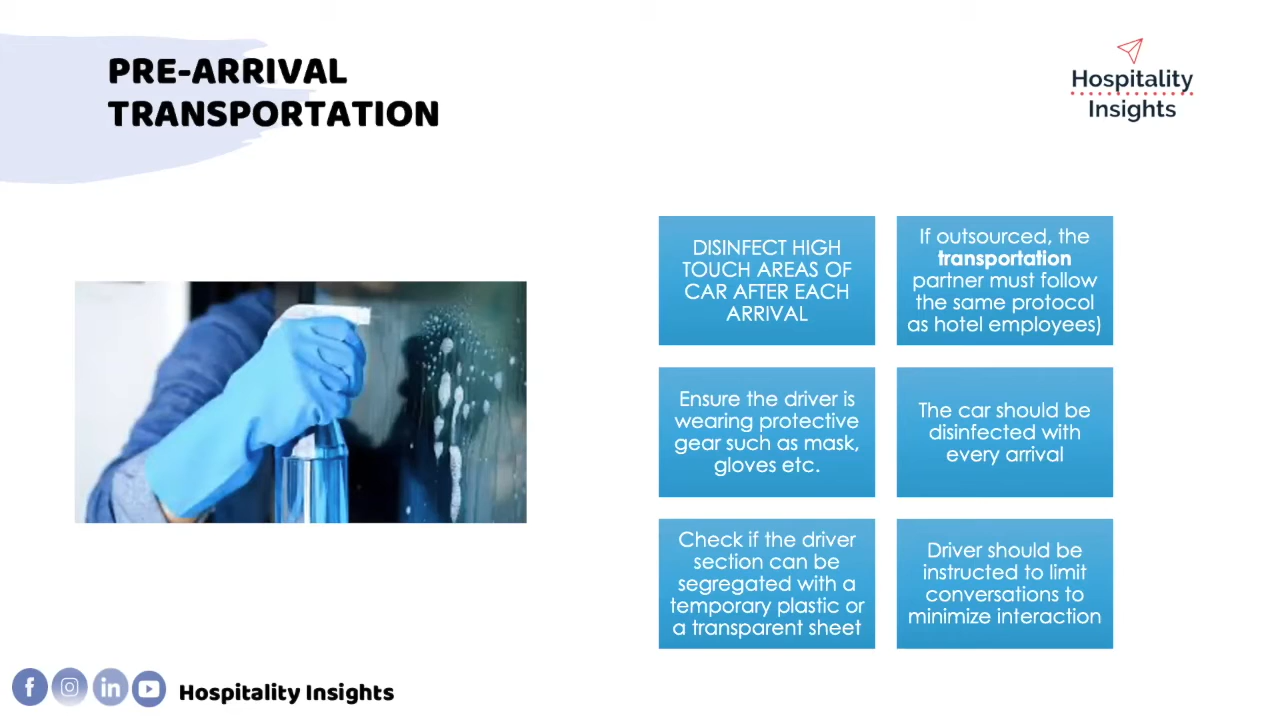 PRE-ARRIVAL
TRANSPORTATION
Hospitality
Insights
DISINFECT HIGH
TOUCH AREAS OF
CAR AFTER EACH
ARRIVAL
If outsourced, the
transportation
partner must follow
the same protocol
as hotel employees)
Ensure the driver is
wearing protective
gear such as mask,
gloves etc.
The car should be
disinfected with
every arrival
Check if the driver
section can be
segregated with a
temporary plastic or
a transparent sheet
Driver should be
instructed to limit
conversations to
minimize interaction
f
in
Hospitality Insights